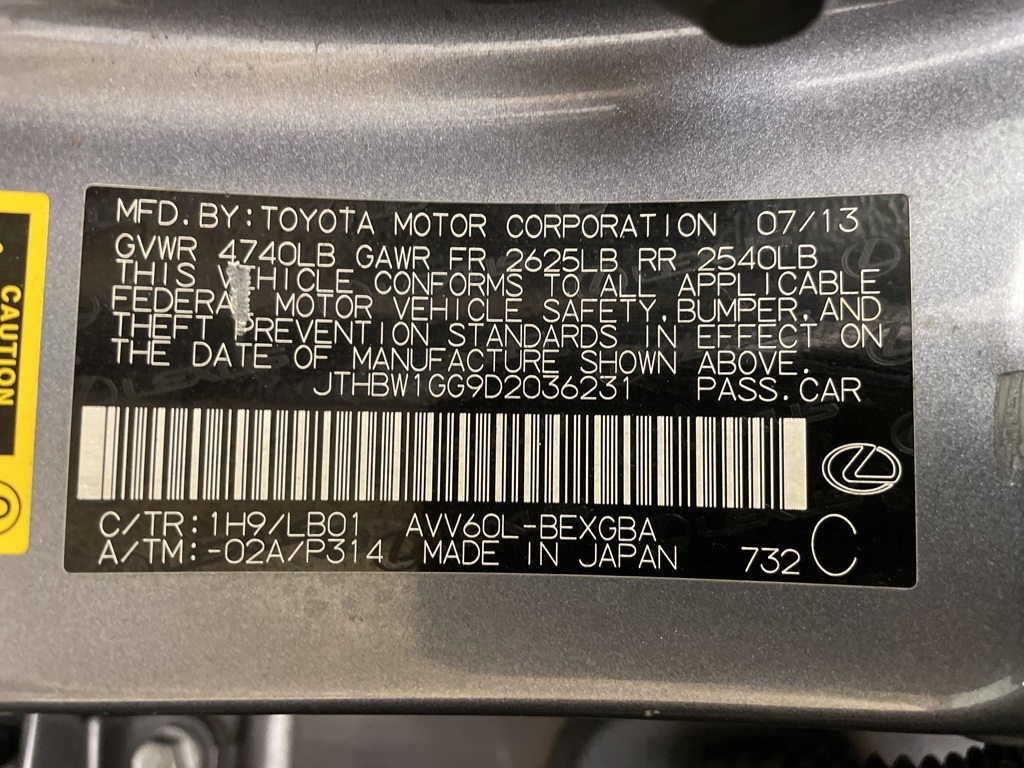 MFD.BY:TOYOTA MOTOR CORPORATION 07/13
GVWR 4740LB GAWR FR 2625LB RR 2540LB
THIS VEHICLE CONFORMS TO ALL APPLICABLE
FEDERAL MOTOR VEHICLE SAFETY,BUMPER,AND
THEFT PREVENTION STANDARDS IN EFFECT ON
THE DATE OF MANUFACTURE SHOWN ABOVE.
JTHBW1GG9D2036231 PASS.CAR
C/TR:1H9/LB01 AVV60L-BEXGBA
A/TM:-02A/P314 MADE IN JAPAN 732 C
CAUTION